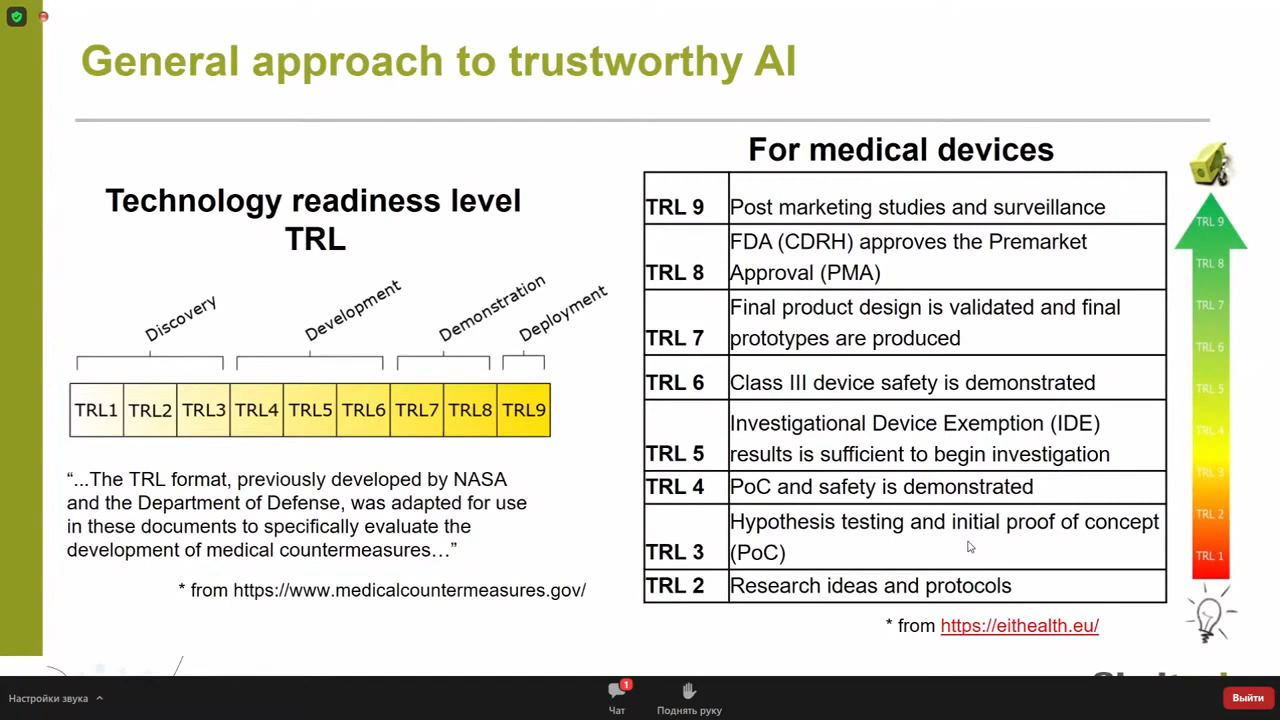 General approach to trustworthy AI
Technology readiness level
TRL
Discovery
Development
Demonstration
Deployment
TRL1 TRL2 TRL3 TRL4 TRL5 TRL6 TRL7 TRL8 TRL9
“...The TRL format, previously developed by NASA
and the Department of Defense, was adapted for use
in these documents to specifically evaluate the
development of medical countermeasures…”
* from https://www.medicalcountermeasures.gov/
For medical devices
TRL 9 Post marketing studies and surveillance
FDA (CDRH) approves the Premarket
TRL 8 Approval (PMA)
Final product design is validated and final
TRL 7 prototypes are produced
TRL 6 Class III device safety is demonstrated
Investigational Device Exemption (IDE)
TRL 5 results is sufficient to begin investigation
TRL 4 PoC and safety is demonstrated
Hypothesis testing and initial proof of concept
TRL 3 (PoC)
TRL 2 Research ideas and protocols
* from https://eithealth.eu/
TRL 9
TRL 8
TRL 7
TRL 6
TRL 5
TRL 4
TRL 3
TRL 2
TRL 1
Настройки звука
1
Чат
Поднять руку
Выйти